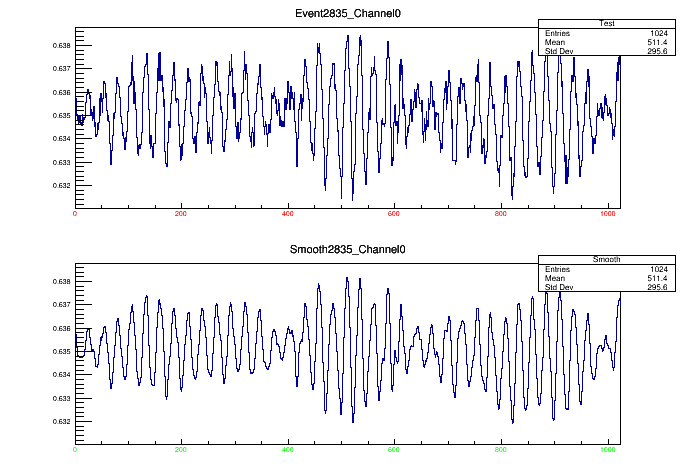 Event2835_Channel0
Test
Entries 1024
Mean 511.4
Std Dev 295.6
0.638
0.637
0.636
0.635
0.634
0.633
0.632
0 200 400 600 800 1000
Smooth2835_Channel0
Smooth
Entries 1024
Mean 511.4
Std Dev 295.6
0.638
0.637
0.636
0.635
0.634
0.633
0.632
0 200 400 600 800 1000